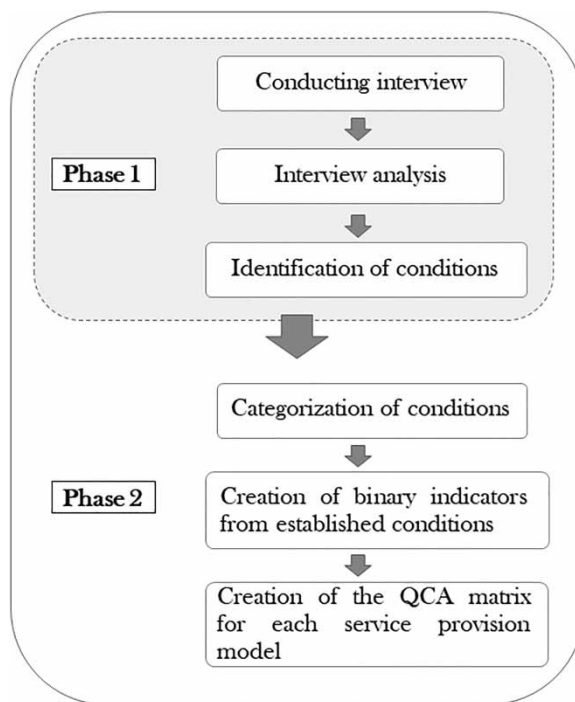 Conducting interview
Phase 1
Interview analysis
Identification of conditions
Categorization of conditions
Phase 2
Creation of binary indicators
from established conditions
Creation of the QCA matrix
for each service provision
model